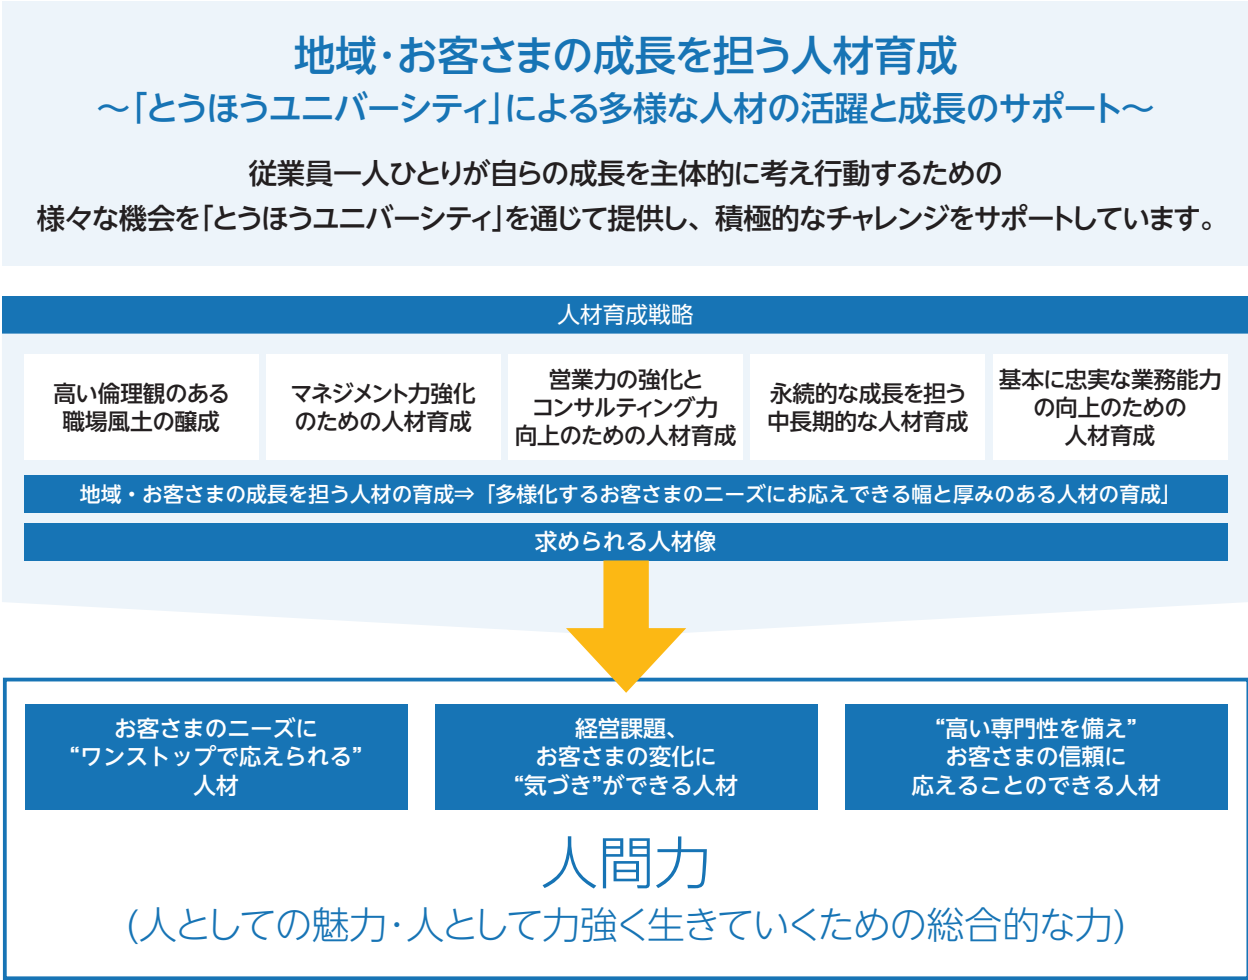 地域・お客さまの成長を担う人材育成
～「とうほうユニバーシティ」による多様な人材の活躍と成長のサポート～
従業員一人ひとりが自らの成長を主体的に考え行動するための
様々な機会を「とうほうユニバーシティ」を通じて提供し、積極的なチャレンジをサポートしています。
人材育成戦略
高い倫理観のある
職場風土の醸成
マネジメント力強化
のための人材育成
営業力の強化と
コンサルティング力
向上のための人材育成
永続的な成長を担う
中長期的な人材育成
基本に忠実な業務能力
の向上のための
人材育成
地域・お客さまの成長を担う人材の育成⇒「多様化するお客さまのニーズにお応えできる幅と厚みのある人材の育成」
求められる人材像
お客さまのニーズに
“ワンストップで応えられる”
人材
経営課題、
お客さまの変化に
“気づき”ができる人材
“高い専門性を備え”
お客さまの信頼に
応えることのできる人材
人間力
(人としての魅力・人として力強く生きていくための総合的な力)